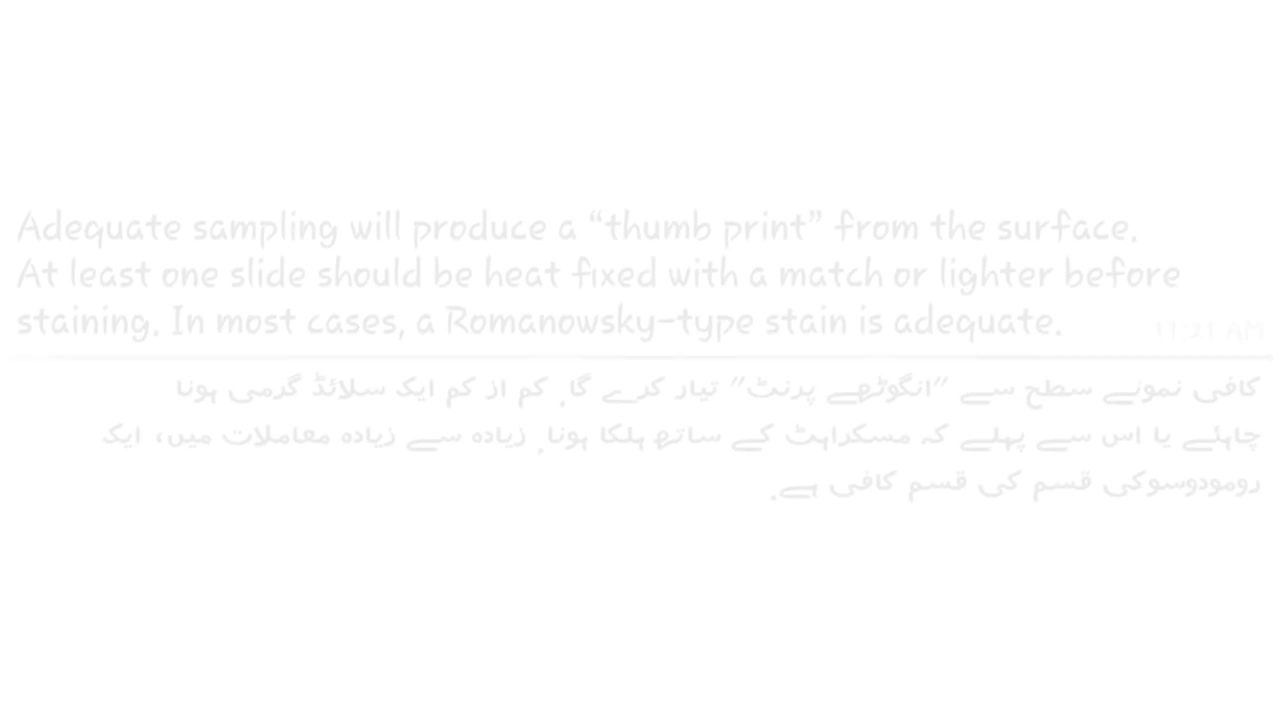 Adequate sampling will produce a “thumb print” from the surface.
At least one slide should be heat fixed with a match or lighter before
staining. In most cases, a Romanowsky-type stain is adequate.
11:21 AM
کافی نمونے سطح سے "انگوٹھے پرنٹ" تیار کرے گا. کم از کم ایک سلائڈ گرمی ہونا
چاہئے یا اس سے پہلے کہ مسکراہٹ کے ساتھ ہلکا ہونا. زیادہ سے زیادہ معاملات میں، ایک
رومودوسوکی قسم کی قسم کافی ہے.